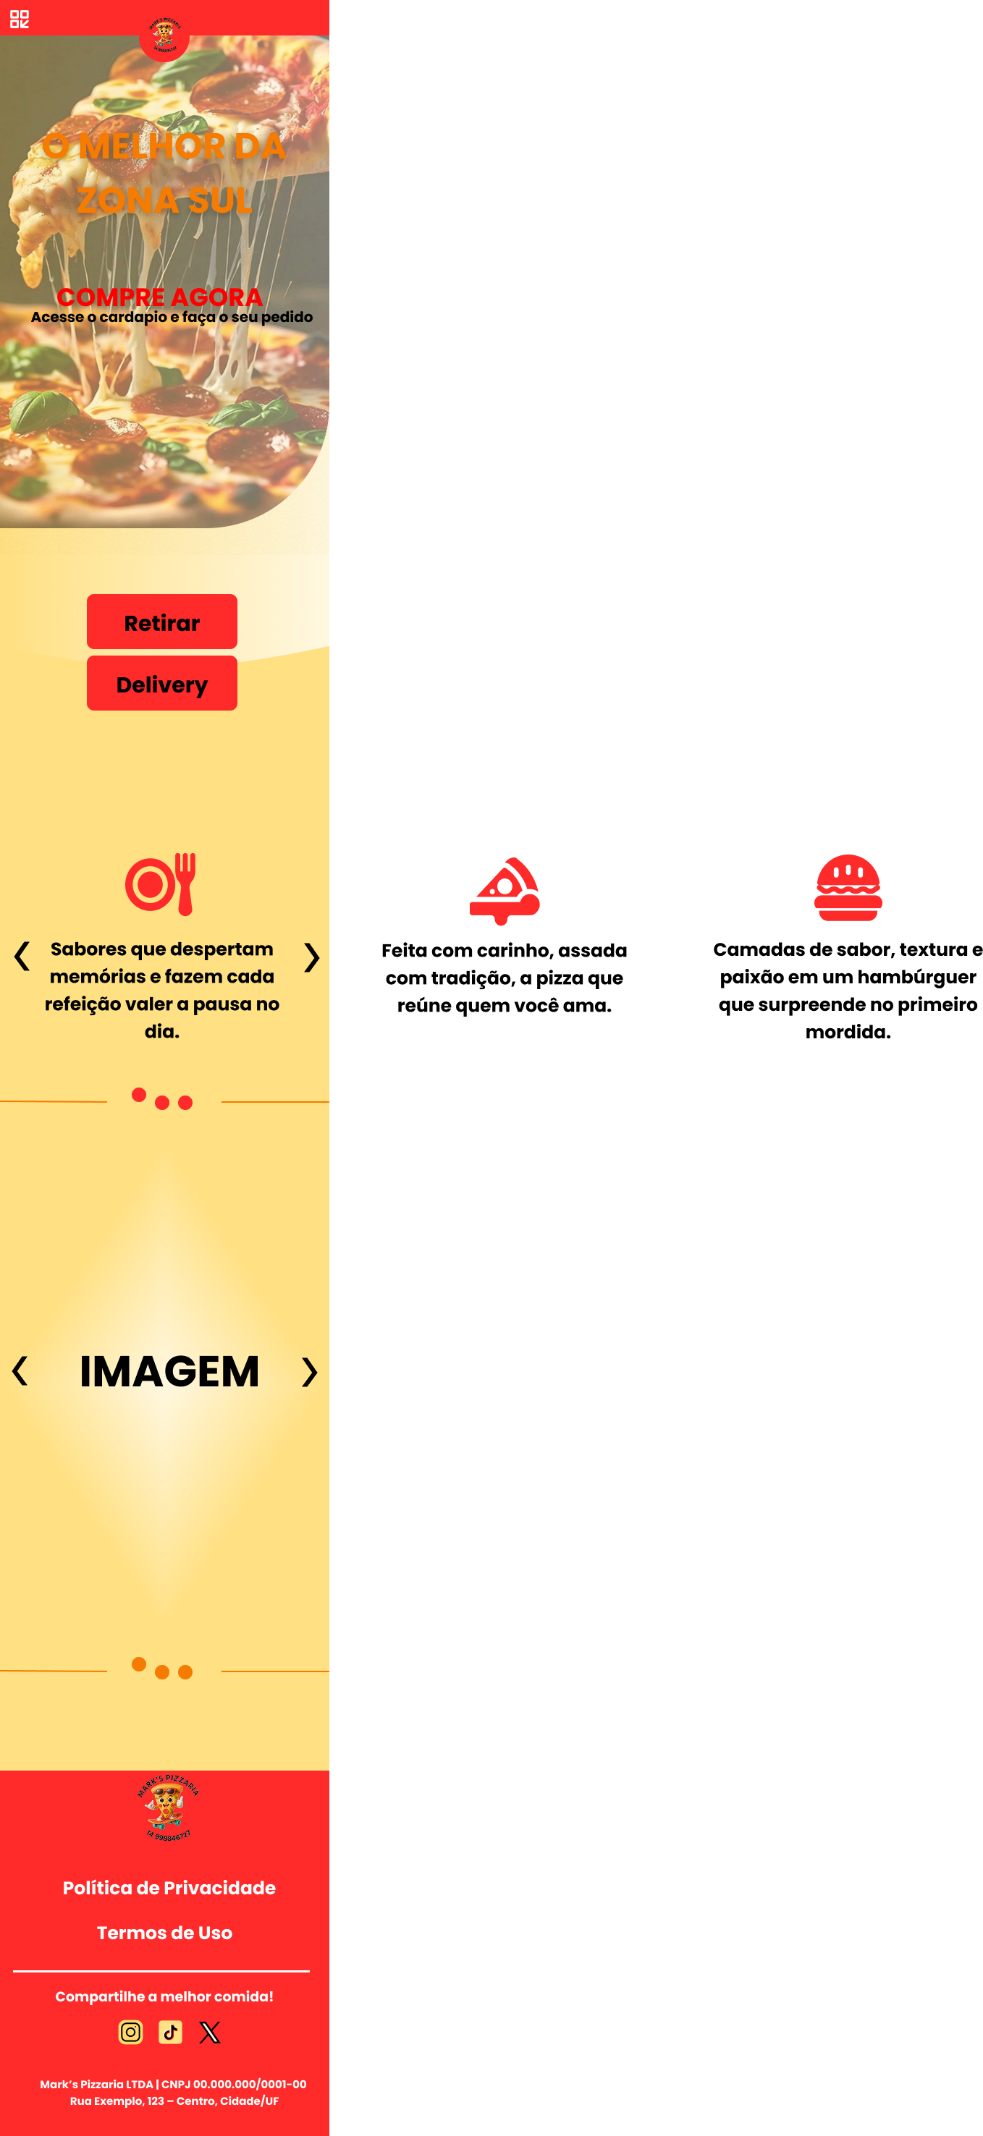 MARK'S PIZZARIA
O MELHOR DA
ZONA SUL
COMPRE AGORA
Acesse o cardapio e faça o seu pedido
Retirar
Delivery
Sabores que despertam
memórias e fazem cada
refeição valer a pausa no
dia.
Feita com carinho, assada
com tradição, a pizza que
reúne quem você ama.
Camadas de sabor, textura e
paixão em um hambúrguer
que surpreende no primeiro
mordida.
IMAGEM
MARK'S PIZZARIA
14 998846727
Política de Privacidade
Termos de Uso
Compartilhe a melhor comida!
Mark’s Pizzaria LTDA | CNPJ 00.000.000/0001-00
Rua Exemplo, 123 – Centro, Cidade/UF